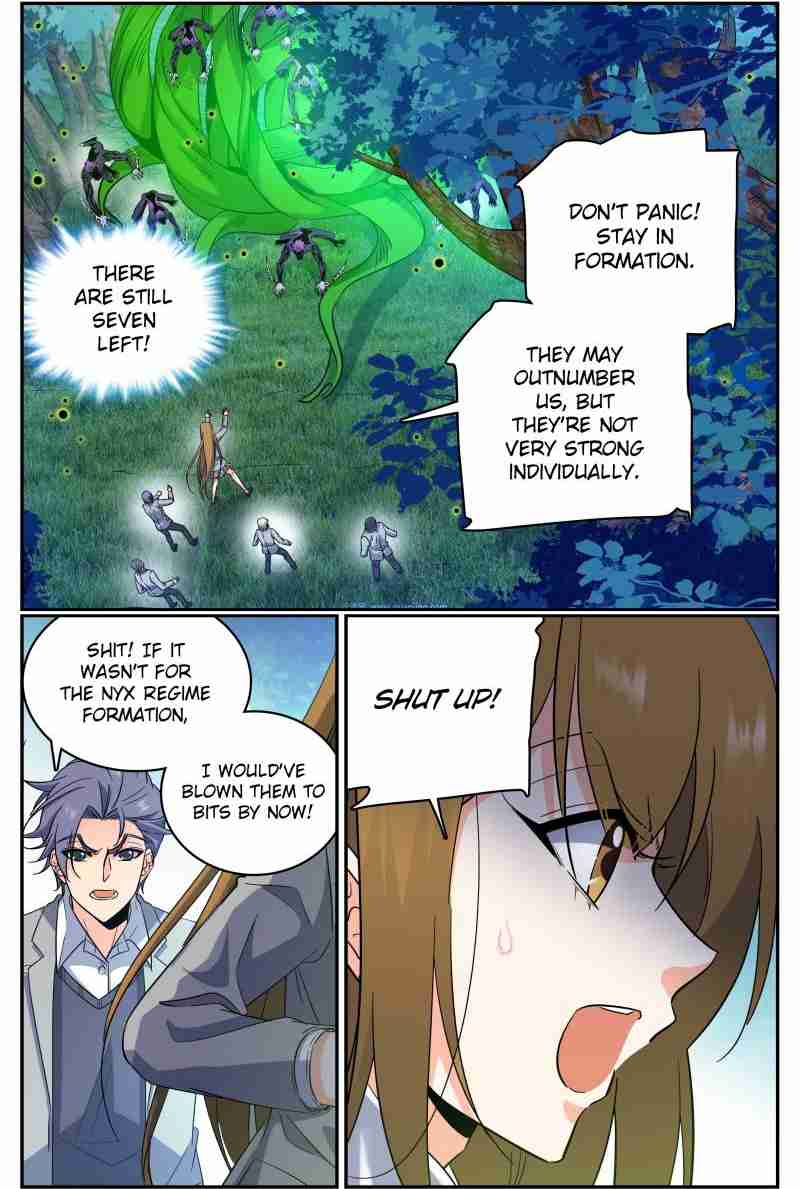 DON'T PANIC!
STAY IN
FORMATION.
THERE
ARE STILL
SEVEN
LEFT!
THEY MAY
OUTNUMBER
US, BUT
THEY'RE NOT
VERY STRONG
INDIVIDUALLY.
SHIT! IF IT
WASN'T FOR
THE NYX REGIME
FORMATION,
I WOULD'VE
BLOWN THEM TO
BITS BY NOW!
SHUT UP!